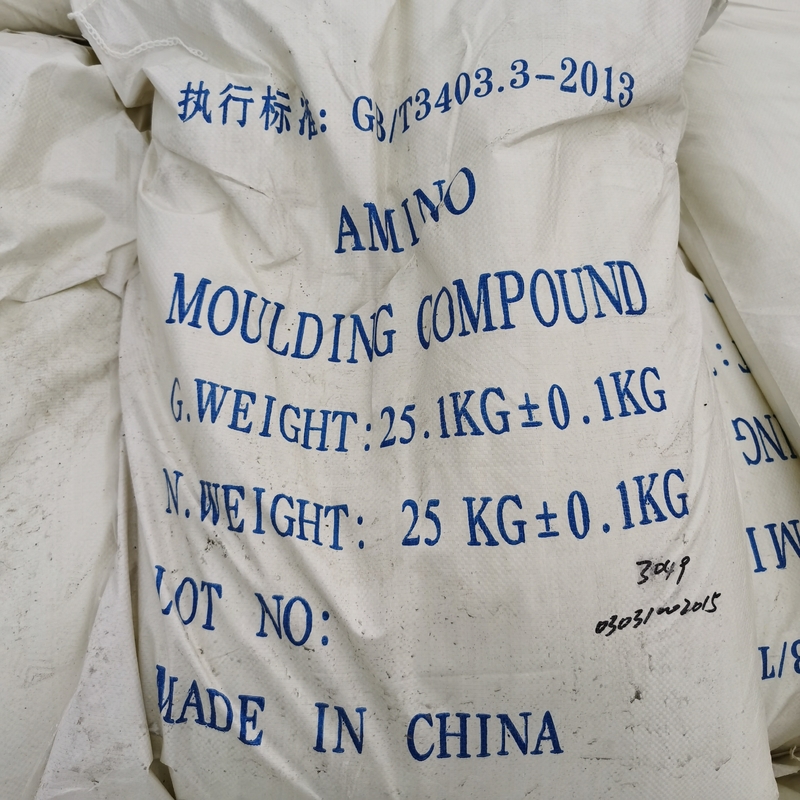 执行标准: GB/T3403.3-2013
AMINO
MOULDING COMPOUND
G.WEIGHT:25.1KG±0.1KG
N.WEIGHT: 25 KG±0.1KG
3049
03031002015
LOT NO:
MADE IN CHINA